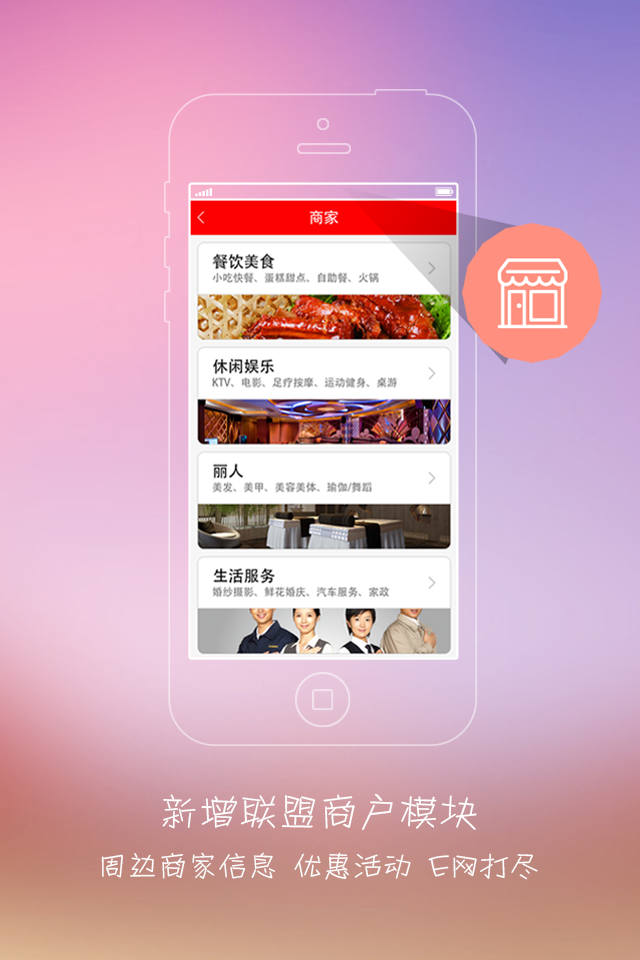 商家
餐饮美食
小吃快餐、蛋糕甜点、自助餐、火锅
休闲娱乐
KTV、电影、足疗按摩、运动健身、桌游
丽人
美发、美甲、美容美体、瑜伽/舞蹈
生活服务
婚纱摄影、鲜花婚庆、汽车服务、家政
新增联盟商户模块
周边商家信息 优惠活动 E网打尽